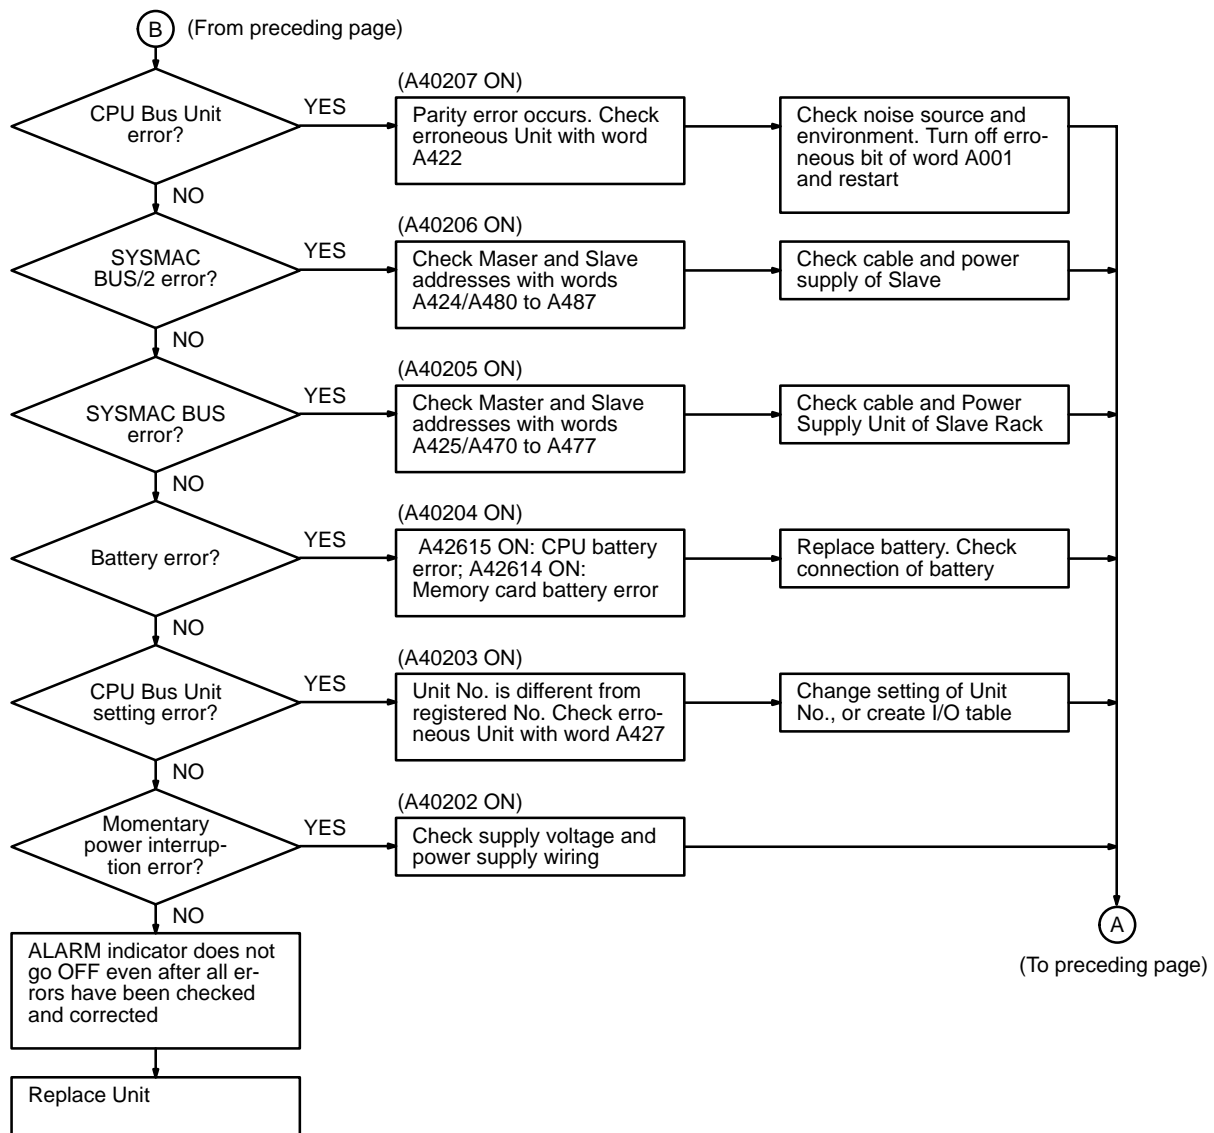 B
(From preceding page)
CPU Bus Unit
error?
YES
(A40207 ON)
Parity error occurs. Check
erroneous Unit with word
A422
Check noise source and
environment. Turn off erro-
neous bit of word A001
and restart
NO
SYSMAC
BUS/2 error?
YES
(A40206 ON)
Check Maser and Slave
addresses with words
A424/A480 to A487
Check cable and power
supply of Slave
NO
SYSMAC BUS
error?
YES
(A40205 ON)
Check Master and Slave
addresses with words
A425/A470 to A477
Check cable and Power
Supply Unit of Slave Rack
NO
Battery error?
YES
(A40204 ON)
A42615 ON: CPU battery
error; A42614 ON:
Memory card battery error
Replace battery. Check
connection of battery
NO
CPU Bus Unit
setting error?
YES
(A40203 ON)
Unit No. is different from
registered No. Check erro-
neous Unit with word A427
Change setting of Unit
No., or create I/O table
NO
Momentary
power interrup-
tion error?
YES
(A40202 ON)
Check supply voltage and
power supply wiring
NO
A
(To preceding page)
ALARM indicator does not
go OFF even after all er-
rors have been checked
and corrected
Replace Unit